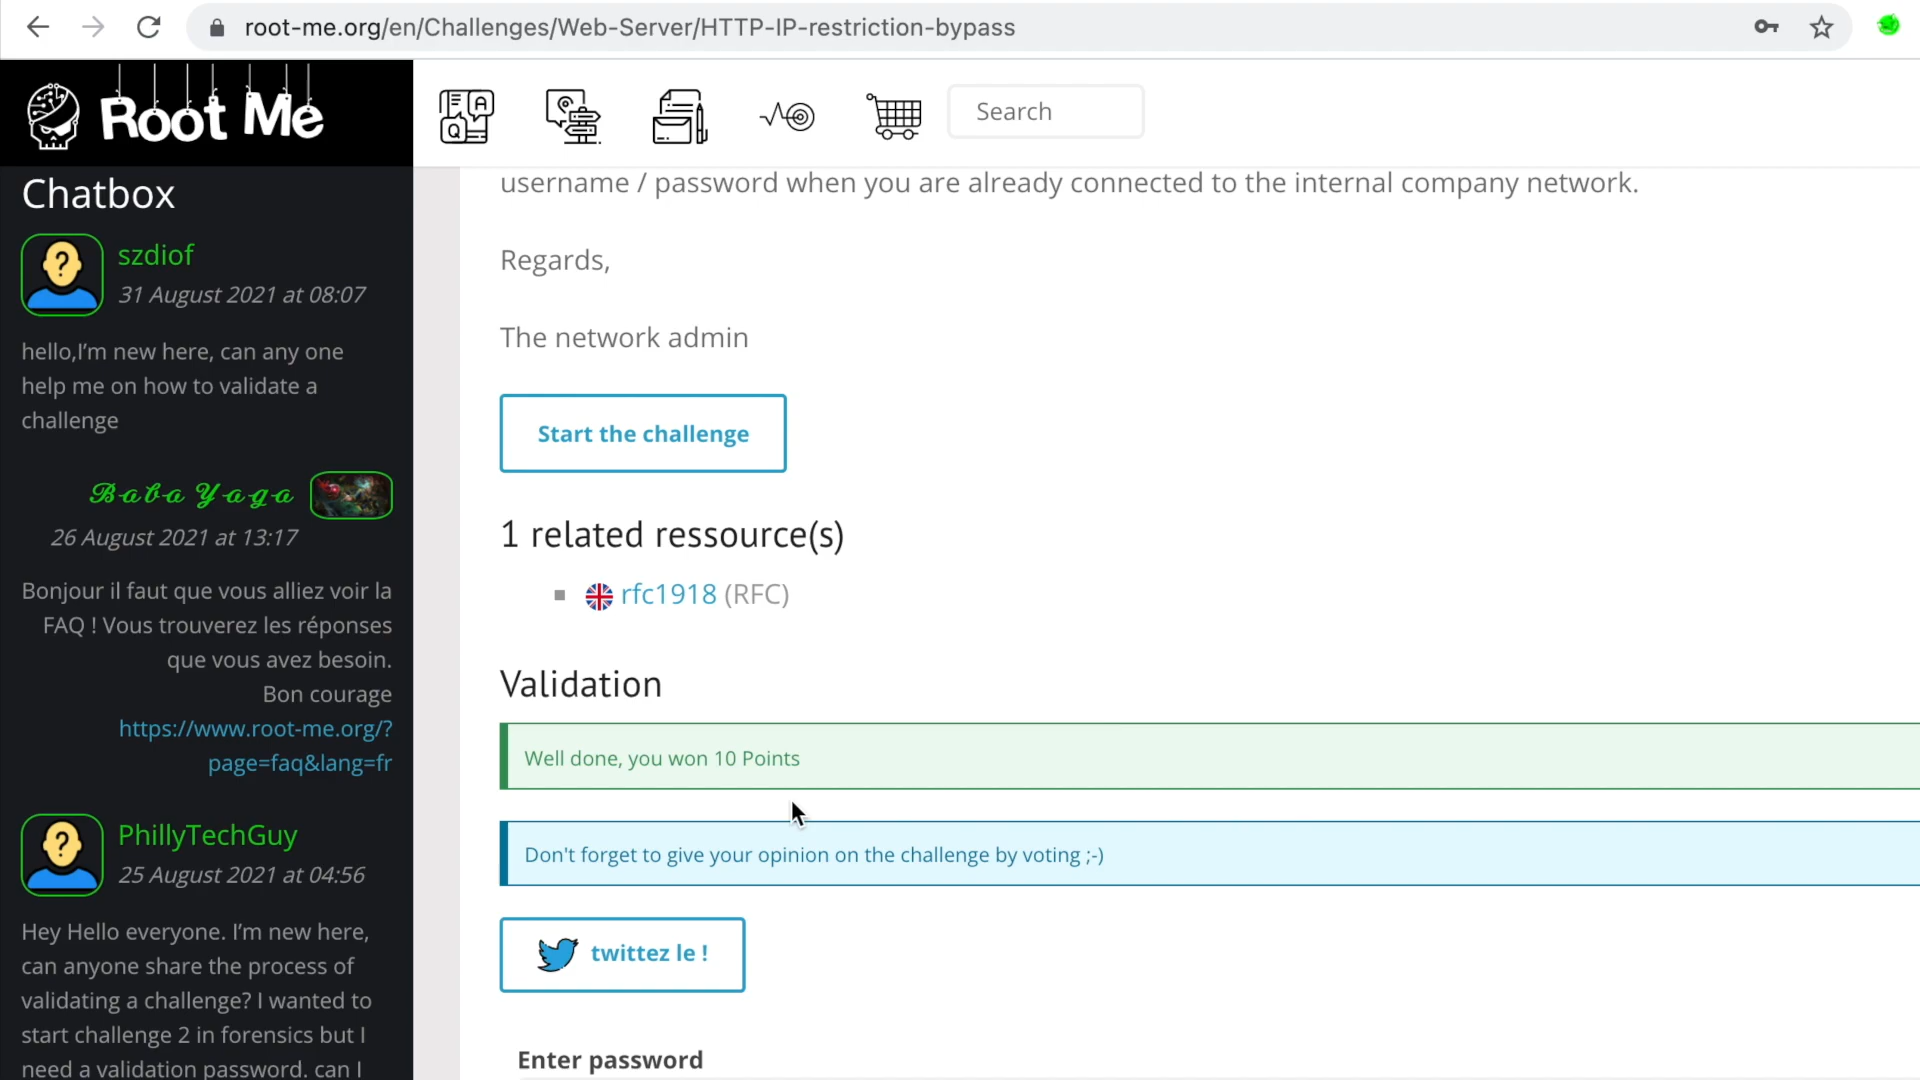 root-me.org/en/Challenges/Web-Server/HTTP-IP-restriction-bypass
Root Me
Search
Chatbox
szdiof
31 August 2021 at 08:07
hello,I'm new here, can any one
help me on how to validate a
challenge
𝓑𝓪𝓫𝓪 𝓨𝓪𝓰𝓪
26 August 2021 at 13:17
Bonjour il faut que vous alliez voir la
FAQ ! Vous trouverez les réponses
que vous avez besoin.
Bon courage
https://www.root-me.org/?
page=faq&lang=fr
PhillyTechGuy
25 August 2021 at 04:56
Hey Hello everyone. I'm new here,
can anyone share the process of
validating a challenge? I wanted to
start challenge 2 in forensics but I
need a validation password. can I
username / password when you are already connected to the internal company network.
Regards,
The network admin
Start the challenge
1 related ressource(s)
rfc1918 (RFC)
Validation
Well done, you won 10 Points
Don't forget to give your opinion on the challenge by voting ;-)
twittez le !
Enter password